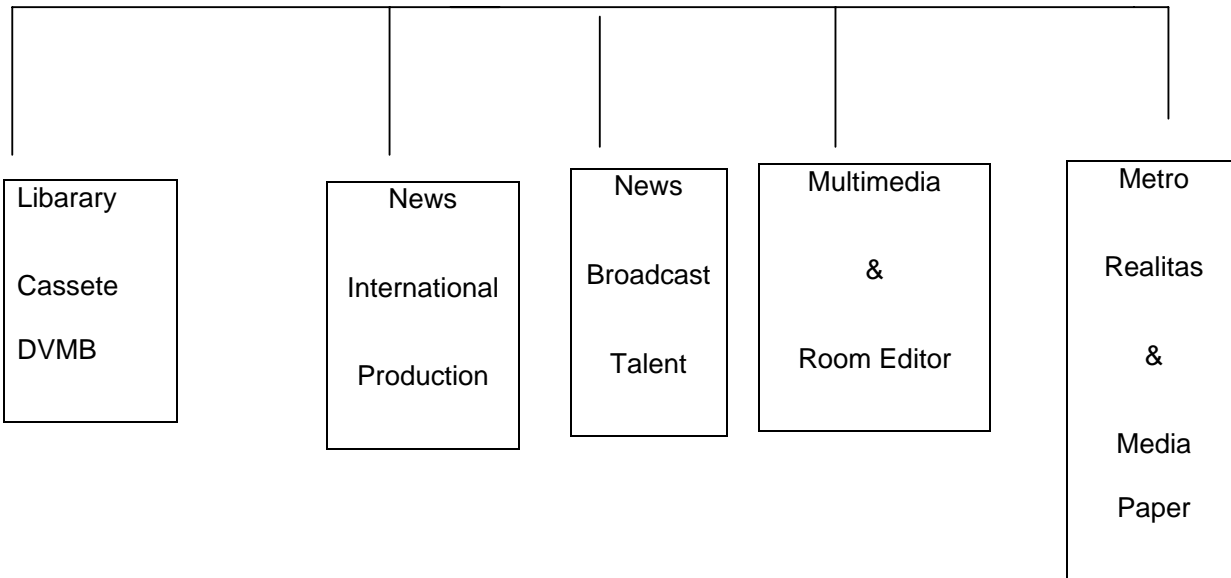 Libarary
Cassete
DVMB
News
International
Production
News
Broadcast
Talent
Multimedia
&
Room Editor
Metro
Realitas
&
Media
Paper